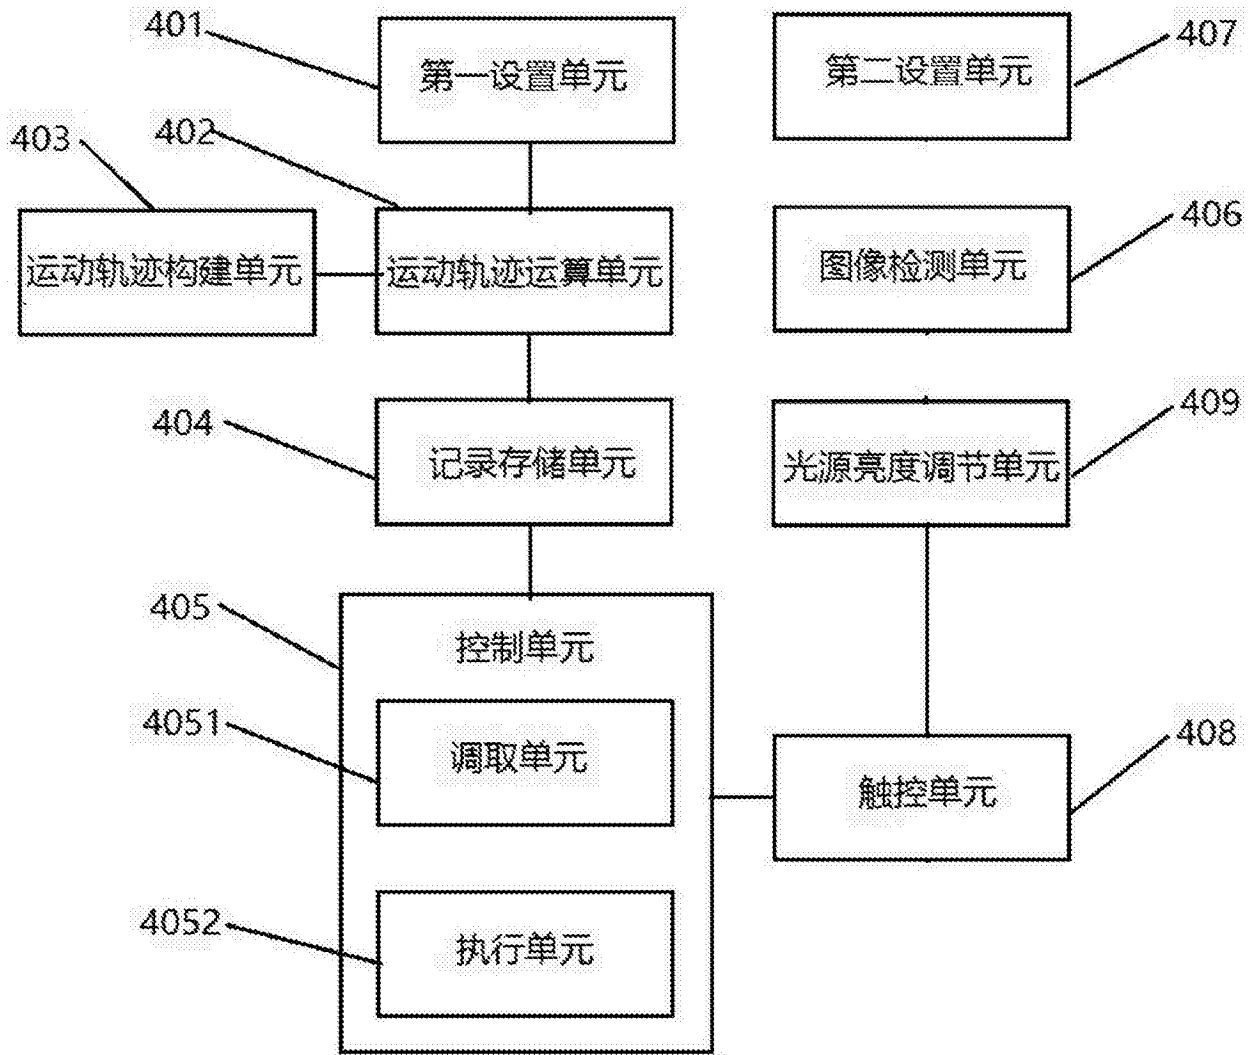 401
第一设置单元
第二设置单元
407
403
402
运动轨迹构建单元
运动轨迹运算单元
图像检测单元
406
404
记录存储单元
光源亮度调节单元
409
405
控制单元
4051
调取单元
触控单元
408
4052
执行单元